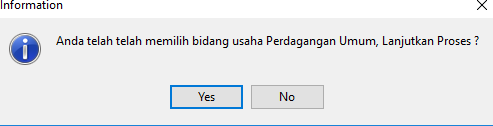 Information
Anda telah telah memilih bidang usaha Perdagangan Umum, Lanjutkan Proses ?
Yes
No